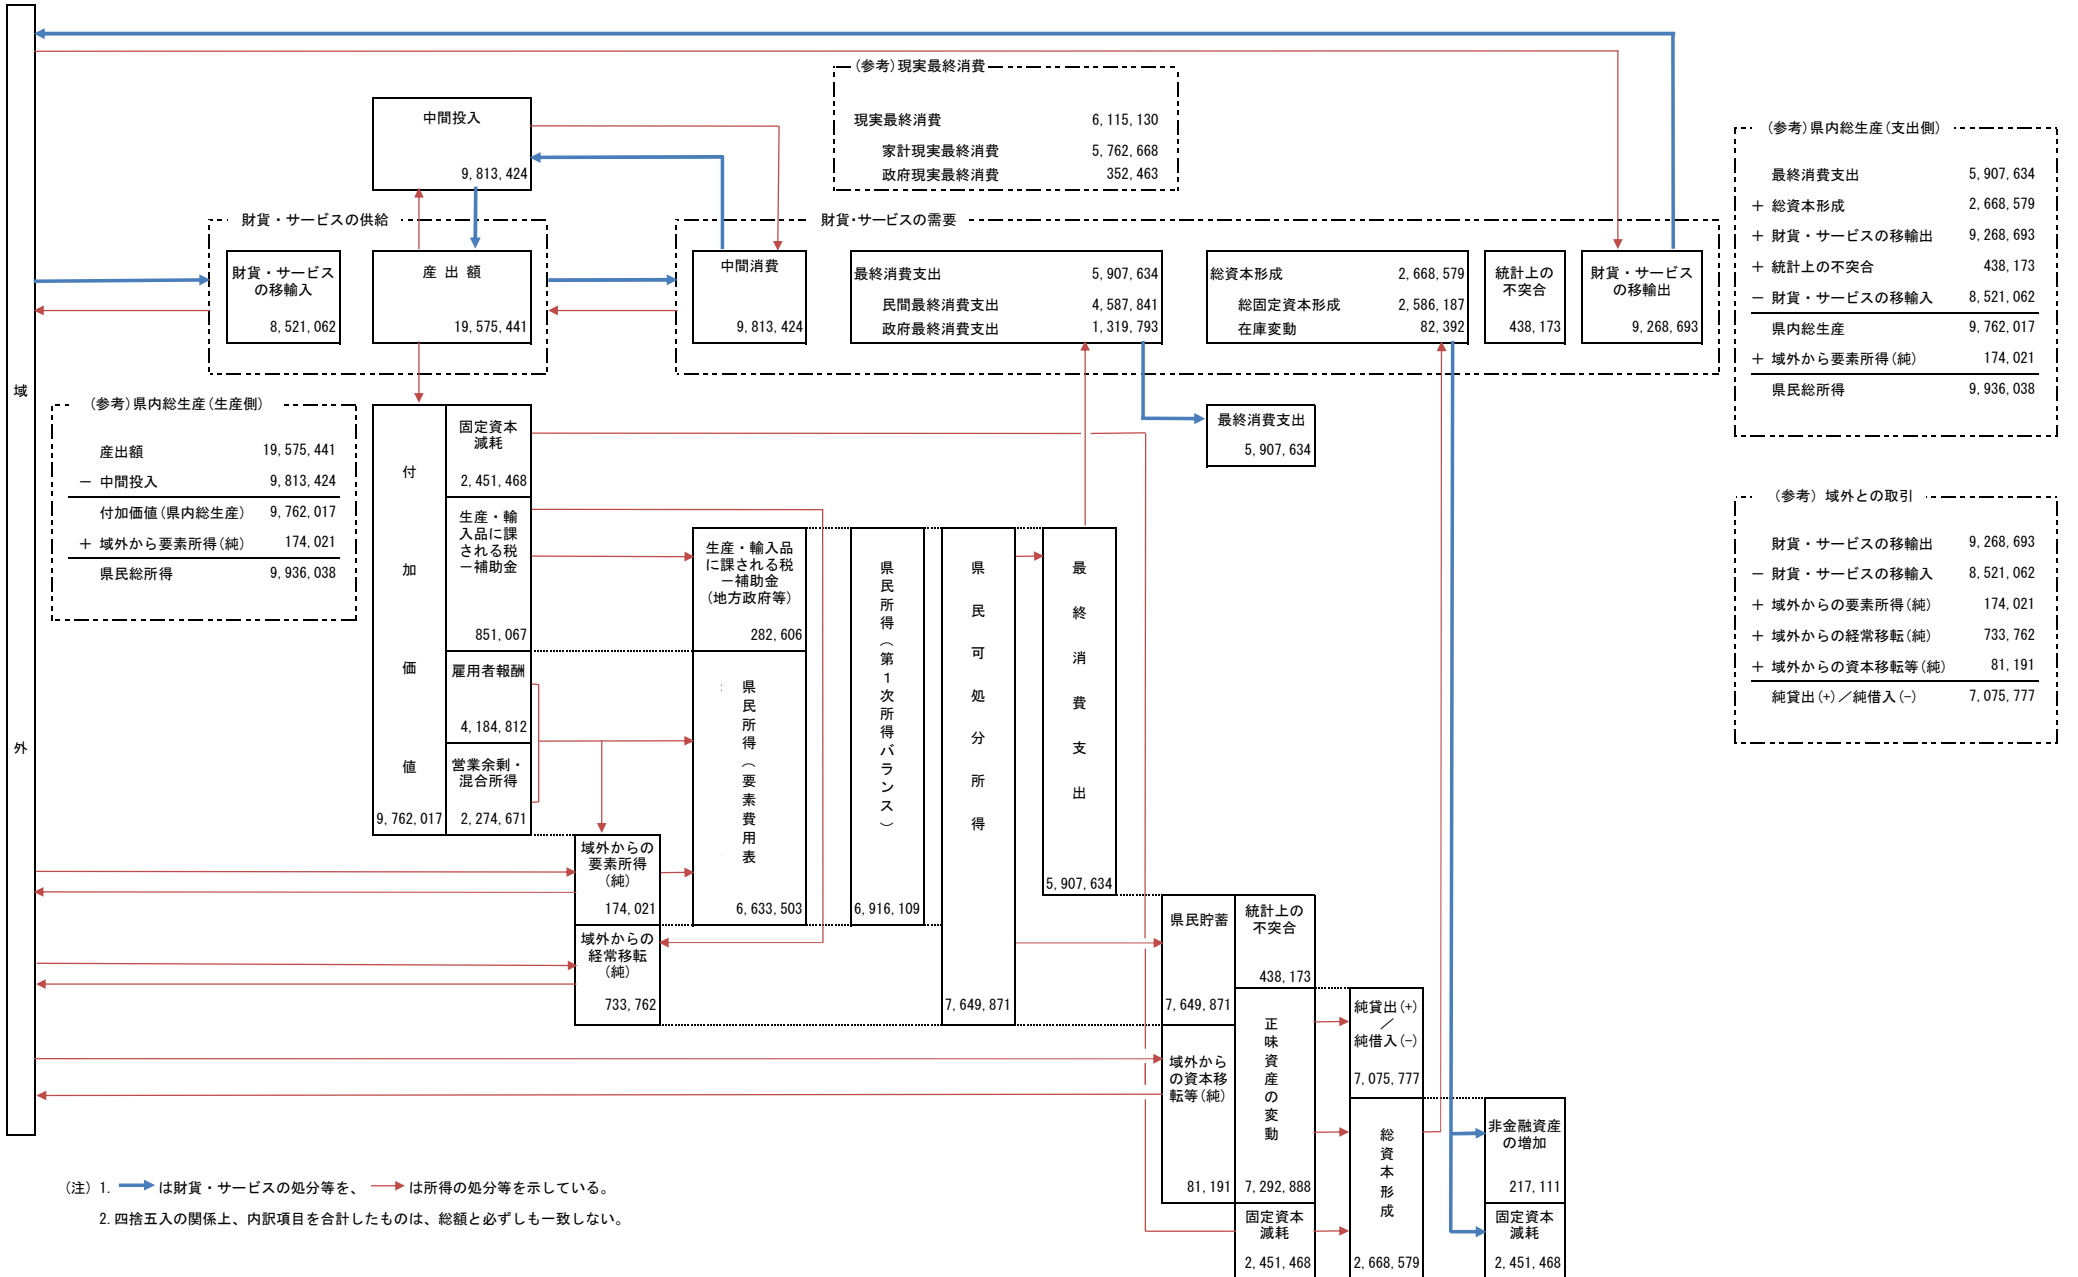 (参考)現実最終消費
現実最終消費 6,115,130
家計現実最終消費 5,762,668
政府現実最終消費 352,463
中間投入
9,813,424
(参考)県内総生産(支出側)
最終消費支出 5,907,634
＋ 総資本形成 2,668,579
＋ 財貨・サービスの移輸出 9,268,693
＋ 統計上の不突合 438,173
－ 財貨・サービスの移輸入 8,521,062
県内総生産 9,762,017
＋ 域外から要素所得(純) 174,021
県民総所得 9,936,038
財貨・サービスの供給
財貨・サービス
の移輸入
8,521,062
産 出 額
19,575,441
財貨・サービスの需要
中間消費
9,813,424
最終消費支出 5,907,634
民間最終消費支出 4,587,841
政府最終消費支出 1,319,793
総資本形成 2,668,579
総固定資本形成 2,586,187
在庫変動 82,392
統計上の
不突合
438,173
財貨・サービス
の移輸出
9,268,693
域外
(参考)県内総生産(生産側)
産出額 19,575,441
－ 中間投入 9,813,424
付加価値(県内総生産) 9,762,017
＋ 域外から要素所得(純) 174,021
県民総所得 9,936,038
付加価値
9,762,017
固定資本
減耗
2,451,468
生産・輸
入品に課
される税
－補助金
851,067
雇用者報酬
4,184,812
営業余剰・
混合所得
2,274,671
最終消費支出
5,907,634
(参考) 域外との取引
財貨・サービスの移輸出 9,268,693
－ 財貨・サービスの移輸入 8,521,062
＋ 域外からの要素所得(純) 174,021
＋ 域外からの経常移転(純) 733,762
＋ 域外からの資本移転等(純) 81,191
純貸出(+)／純借入(-) 7,075,777
生産・輸入品
に課される税
－補助金
(地方政府等)
282,606
県民所得(要素費用表
6,633,503
県民所得(第1次所得バランス)
6,916,109
県民可処分所得
7,649,871
最終消費支出
5,907,634
域外からの
要素所得
(純)
174,021
域外からの
経常移転
(純)
733,762
県民貯蓄
7,649,871
統計上の
不突合
438,173
域外から
の資本移
転等(純)
81,191
正味資産の変動
7,292,888
固定資本
減耗
2,451,468
純貸出(+)
／
純借入(-)
7,075,777
総資本形成
2,668,579
非金融資産
の増加
217,111
固定資本
減耗
2,451,468
(注) 1. は財貨・サービスの処分等を、 は所得の処分等を示している。
2.四捨五入の関係上、内訳項目を合計したものは、総額と必ずしも一致しない。